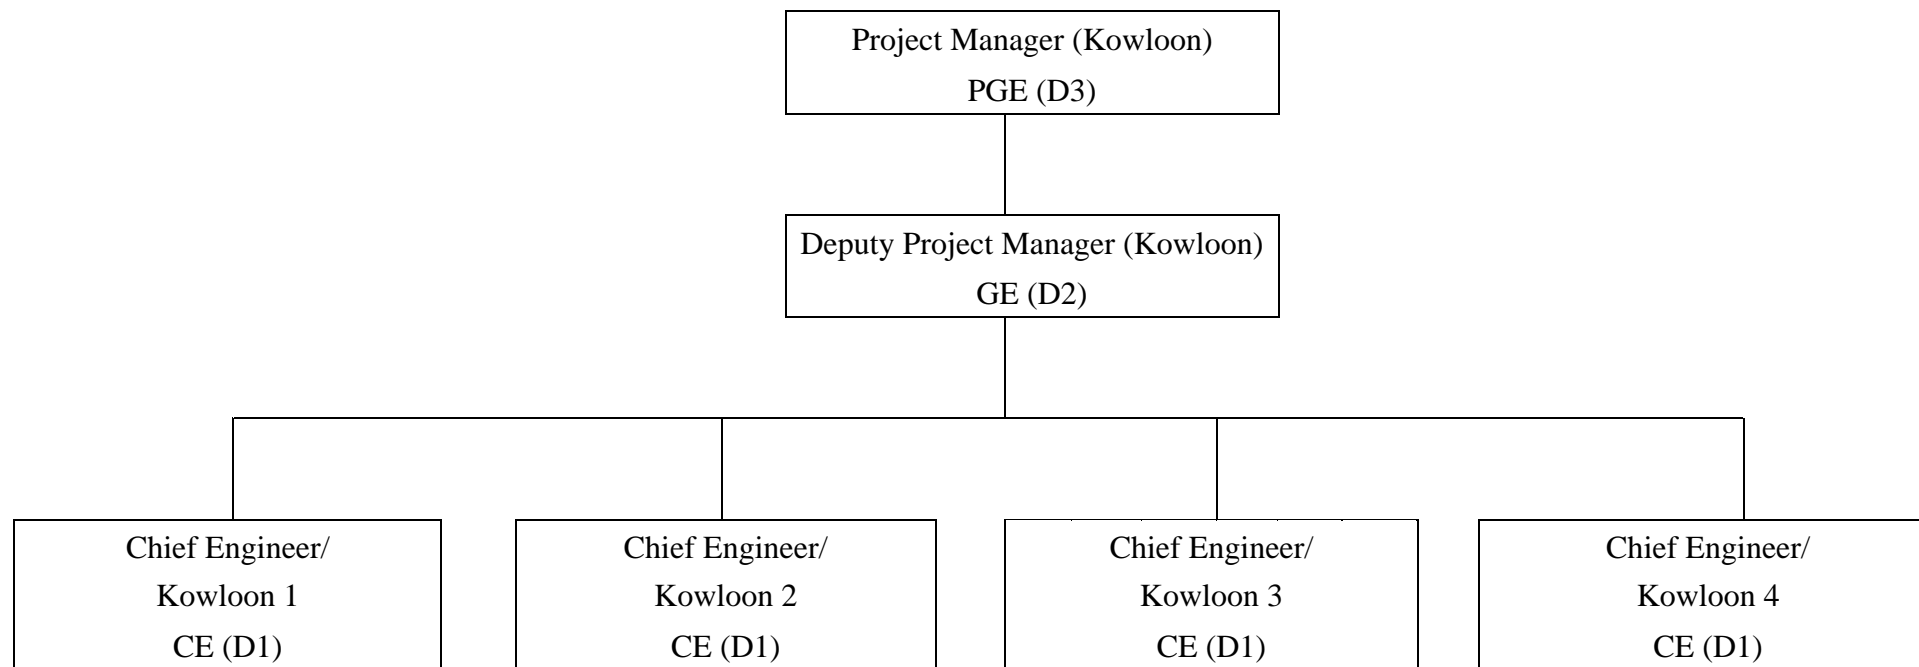 Project Manager (Kowloon)
PGE (D3)
Deputy Project Manager (Kowloon)
GE (D2)
Chief Engineer/
Kowloon 1
CE (D1)
Chief Engineer/
Kowloon 2
CE (D1)
Chief Engineer/
Kowloon 3
CE (D1)
Chief Engineer/
Kowloon 4
CE (D1)